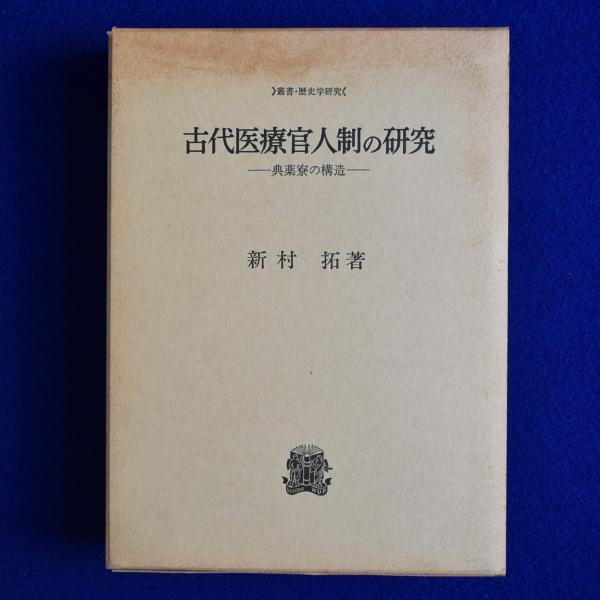 》叢書・歴史学研究《
古代医療官人制の研究
──典薬寮の構造──
新村 拓著